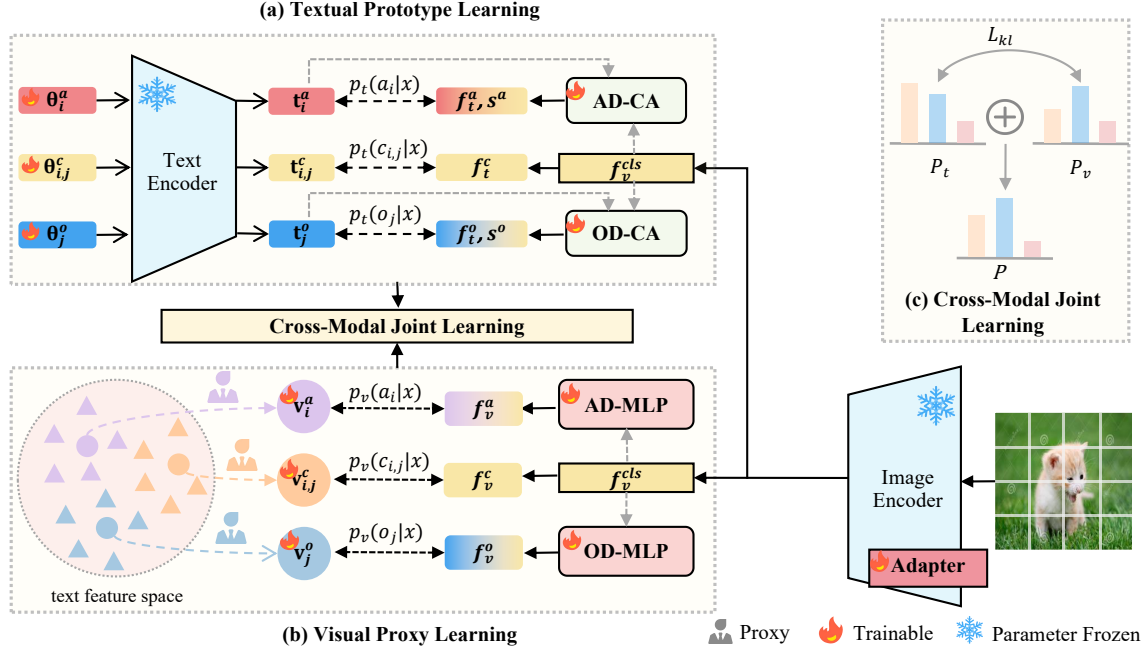 (a) Textual Prototype Learning
θ_i^a
t_i^a
p_t(a_i|x)
f_t^a, s^a
AD-CA
θ_{i,j}^c
Text
Encoder
t_{i,j}^c
p_t(c_{i,j}|x)
f_t^c
f_v^{cls}
θ_j^o
t_j^o
p_t(o_j|x)
f_t^o, s^o
OD-CA
Cross-Modal Joint Learning
v_i^a
p_v(a_i|x)
f_v^a
AD-MLP
v_{i,j}^c
p_v(c_{i,j}|x)
f_v^c
f_v^{cls}
v_j^o
p_v(o_j|x)
f_v^o
OD-MLP
text feature space
(b) Visual Proxy Learning
L_{kl}
P_t
P_v
P
(c) Cross-Modal Joint
Learning
Image
Encoder
Adapter
Proxy
Trainable
Parameter Frozen